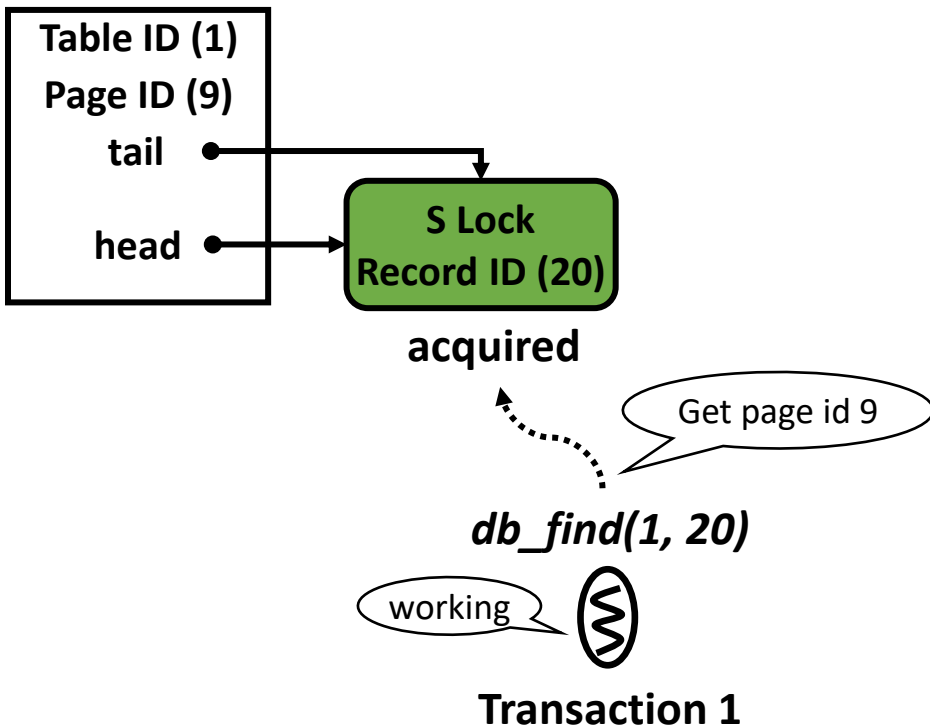 Table ID (1)
Page ID (9)
tail
head
S Lock
Record ID (20)
acquired
Get page id 9
db_find(1, 20)
working
Transaction 1